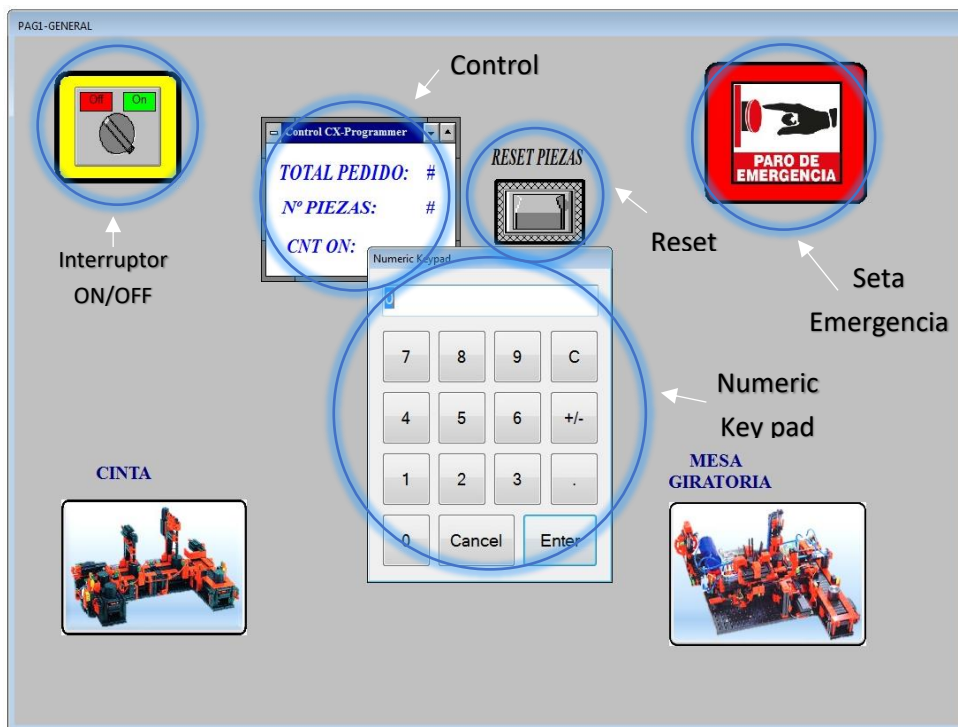 PAG1-GENERAL
Control
Off On
Control CX-Programmer
TOTAL PEDIDO: #
Nº PIEZAS: #
CNT ON:
RESET PIEZAS
PARO DE
EMERGENCIA
Interruptor
ON/OFF
Reset
Seta
Emergencia
Numeric Keypad
0
7 8 9 C
4 5 6 +/-
1 2 3 .
0 Cancel Enter
Numeric
Key pad
CINTA
MESA
GIRATORIA